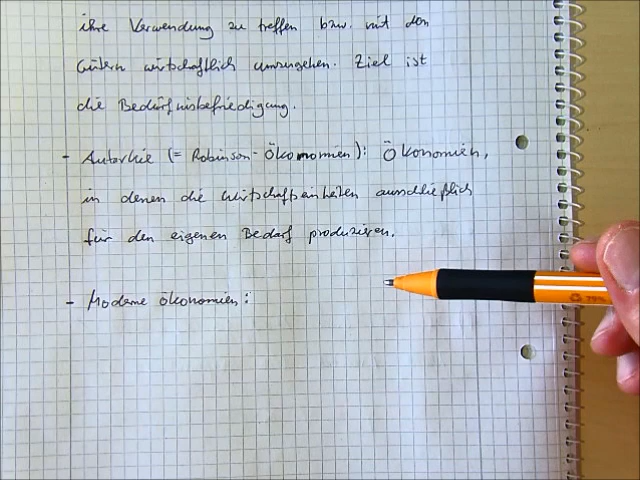 ihre Verwendung zu treffen bzw. mit den
Gütern wirtschaftlich umzugehen. Ziel ist
die Bedürfnisbefriedigung.
- Autarkie (= Robinson-Ökonomien): Ökonomien,
in denen die Wirtschaftseinheiten ausschließlich
für den eigenen Bedarf produzieren.
- Moderne Ökonomien: